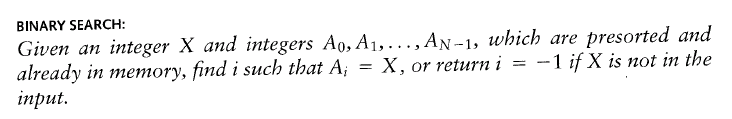 BINARY SEARCH:
Given an integer X and integers A₀, A₁, . . . , A_N−1, which are presorted and
already in memory, find i such that Aᵢ = X, or return i = −1 if X is not in the
input.